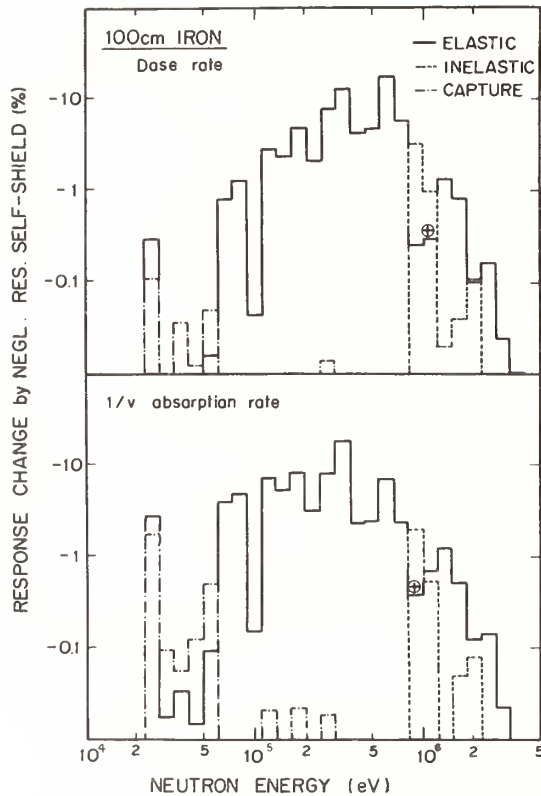 100cm IRON
Dase rate
ELASTIC
INELASTIC
CAPTURE
-10
-1
-0.1
RESPONSE CHANGE by NEGL. RES. SELF-SHIELD (%)
1/v absorption rate
-10
-1
-0.1
10⁴ 2 5 10⁵ 2 5 10⁶ 2 5
NEUTRON ENERGY (eV)